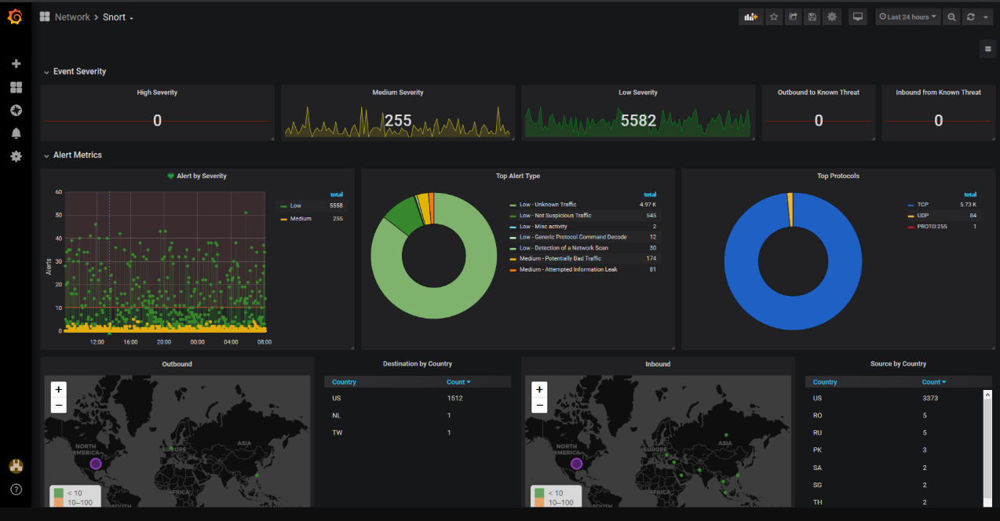 Network > Snort
Last 24 hours
Event Severity
High Severity
0
Medium Severity
255
Low Severity
5582
Outbound to Known Threat
0
Inbound from Known Threat
0
Alert Metrics
Alert by Severity
Alerts
60
50
40
30
20
10
0
12:00 16:00 20:00 00:00 04:00 08:00
total
Low 5558
Medium 255
Top Alert Type
total
Low - Unknown Traffic 4.97 K
Low - Not Suspicious Traffic 545
Low - Misc activity 2
Low - Generic Protocol Command Decode 12
Low - Detection of a Network Scan 30
Medium - Potentially Bad Traffic 174
Medium - Attempted Information Leak 81
Top Protocols
total
TCP 5.73 K
UDP 84
PROTO:255 1
Outbound
+
−
NORTH
AMERICA
EUROPE
ASIA
AFRICA
SOUTH
< 10
10–100
Destination by Country
Country Count
US 1512
NL 1
TW 1
Inbound
+
−
NORTH
AMERICA
EUROPE
ASIA
AFRICA
SOUTH
< 10
10–100
Source by Country
Country Count
US 3373
RO 5
RU 5
PK 3
SA 2
SG 2
TH 2